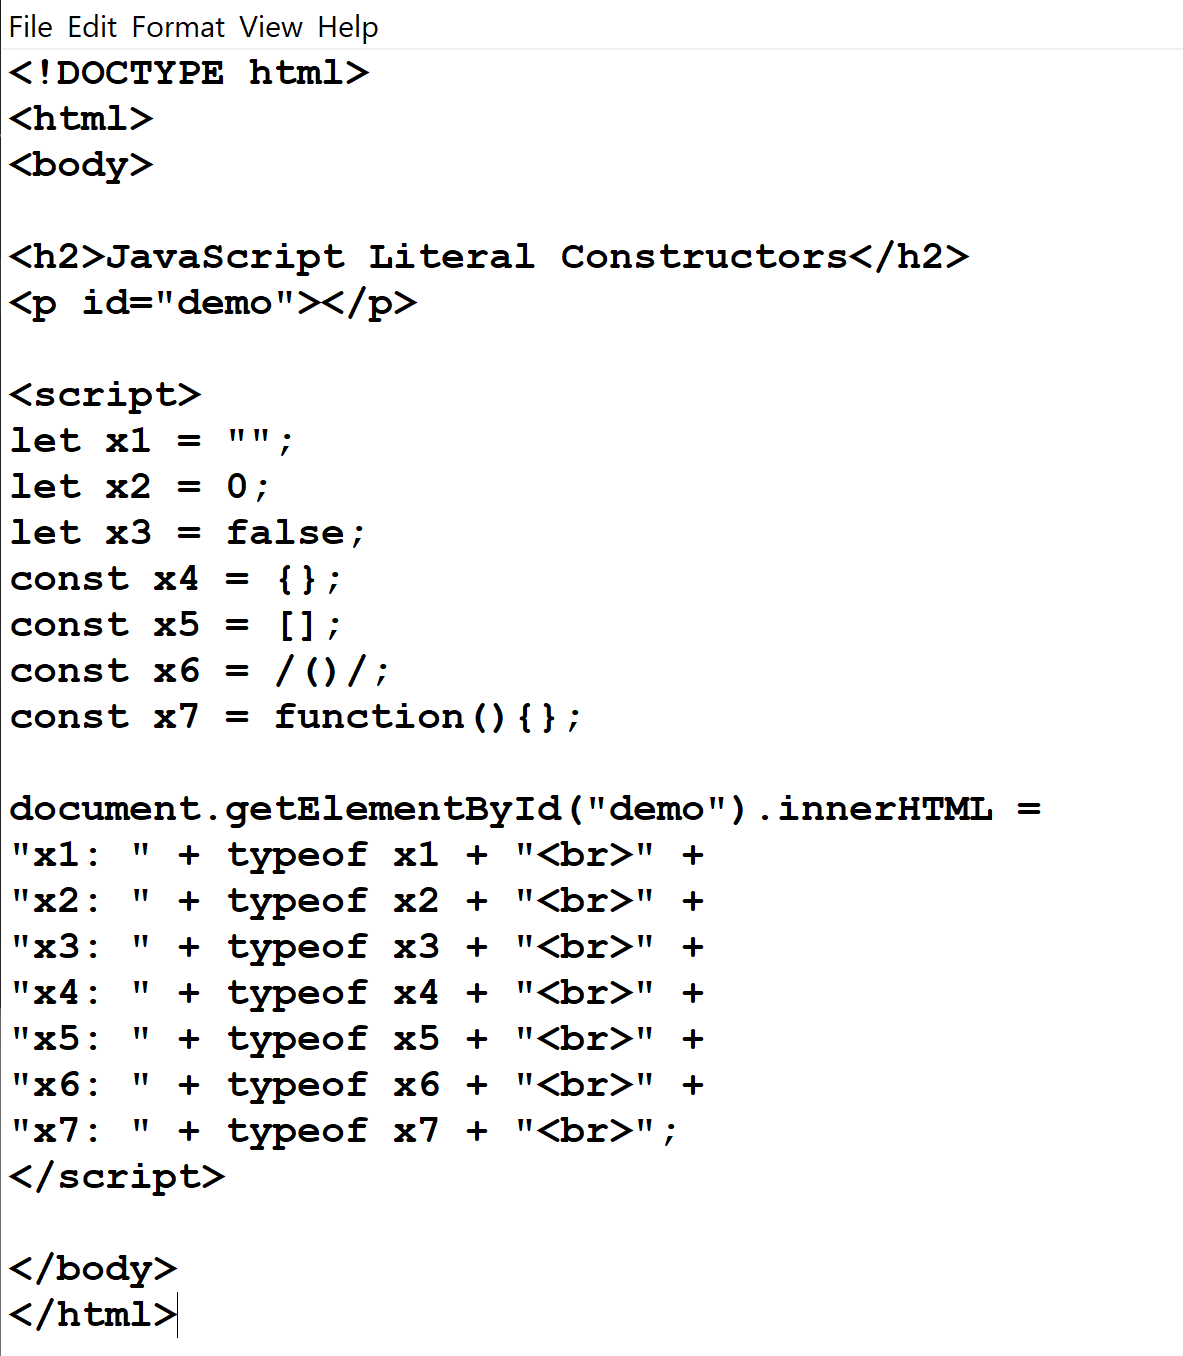 File Edit Format View Help
<!DOCTYPE html>
<html>
<body>
<h2>JavaScript Literal Constructors</h2>
<p id="demo"></p>
<script>
let x1 = "";
let x2 = 0;
let x3 = false;
const x4 = {};
const x5 = [];
const x6 = /()/;
const x7 = function(){};
document.getElementById("demo").innerHTML =
"x1: " + typeof x1 + "<br>" +
"x2: " + typeof x2 + "<br>" +
"x3: " + typeof x3 + "<br>" +
"x4: " + typeof x4 + "<br>" +
"x5: " + typeof x5 + "<br>" +
"x6: " + typeof x6 + "<br>" +
"x7: " + typeof x7 + "<br>";
</script>
</body>
</html>